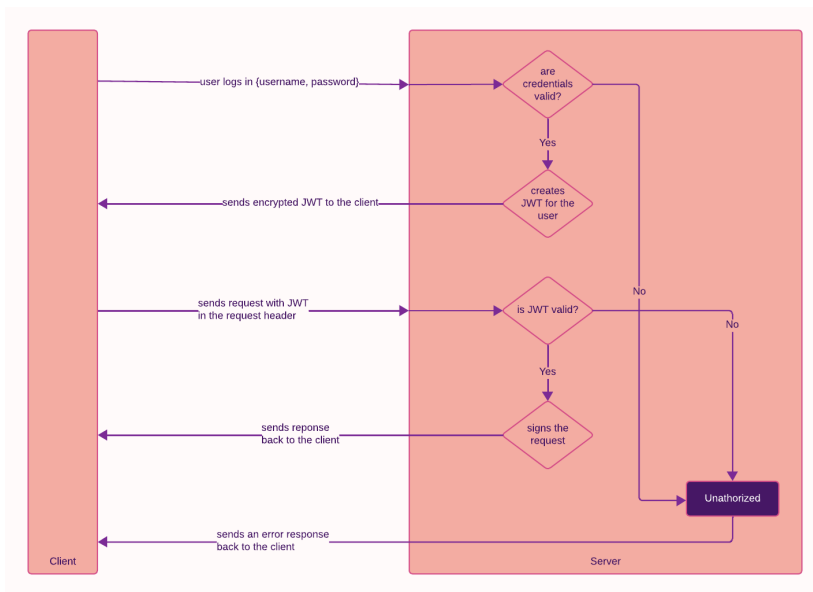 user logs in {username, password}
are
credentials
valid?
Yes
sends encrypted JWT to the client
creates
JWT for the
user
No
sends request with JWT
in the request header
is JWT valid?
No
Yes
sends reponse
back to the client
signs the
request
Unathorized
sends an error response
back to the client
Client
Server